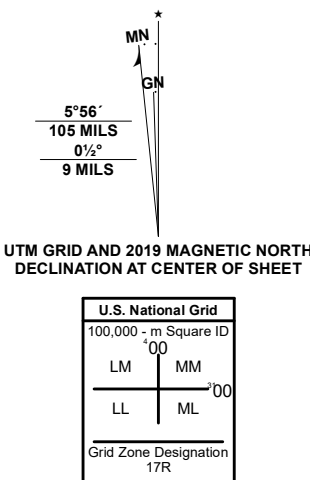 ★
MN
GN
5°56´
105 MILS
0½°
9 MILS
UTM GRID AND 2019 MAGNETIC NORTH
DECLINATION AT CENTER OF SHEET
U.S. National Grid
100,000 - m Square ID
⁴00
LM MM
³¹00
LL ML
Grid Zone Designation
17R